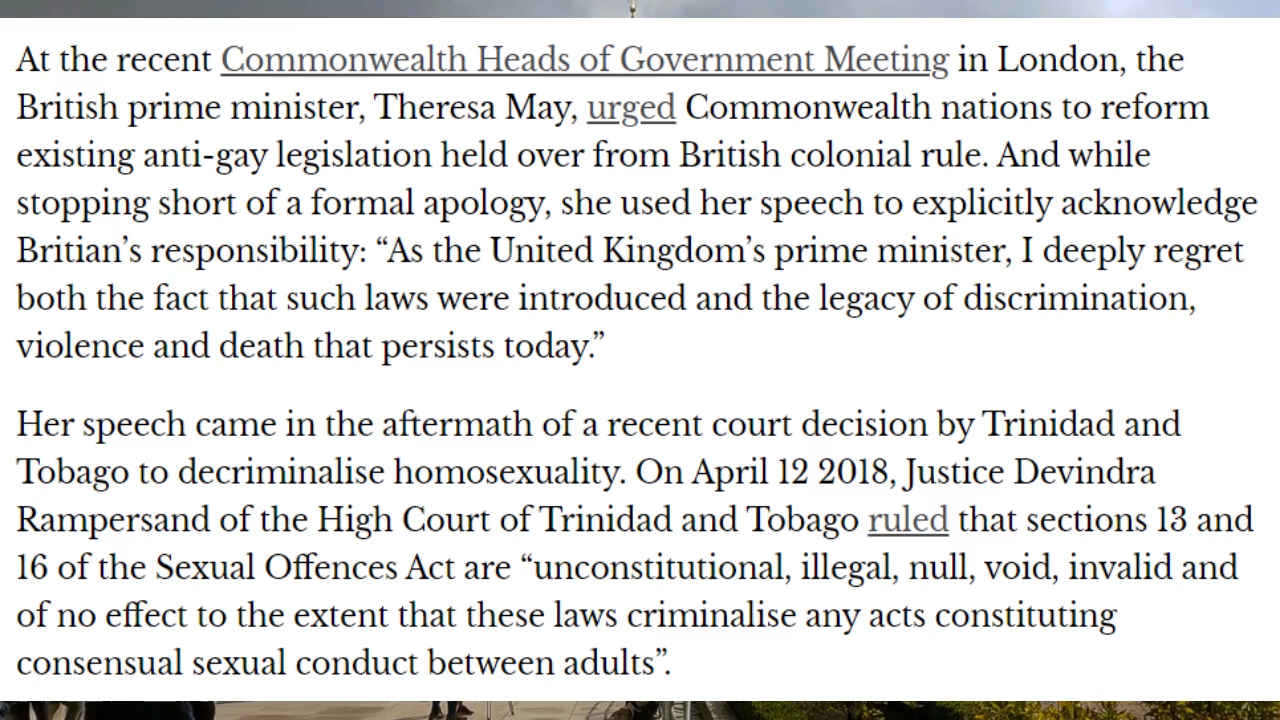 At the recent Commonwealth Heads of Government Meeting in London, the
British prime minister, Theresa May, urged Commonwealth nations to reform
existing anti-gay legislation held over from British colonial rule. And while
stopping short of a formal apology, she used her speech to explicitly acknowledge
Britian’s responsibility: “As the United Kingdom’s prime minister, I deeply regret
both the fact that such laws were introduced and the legacy of discrimination,
violence and death that persists today.”
Her speech came in the aftermath of a recent court decision by Trinidad and
Tobago to decriminalise homosexuality. On April 12 2018, Justice Devindra
Rampersand of the High Court of Trinidad and Tobago ruled that sections 13 and
16 of the Sexual Offences Act are “unconstitutional, illegal, null, void, invalid and
of no effect to the extent that these laws criminalise any acts constituting
consensual sexual conduct between adults”.